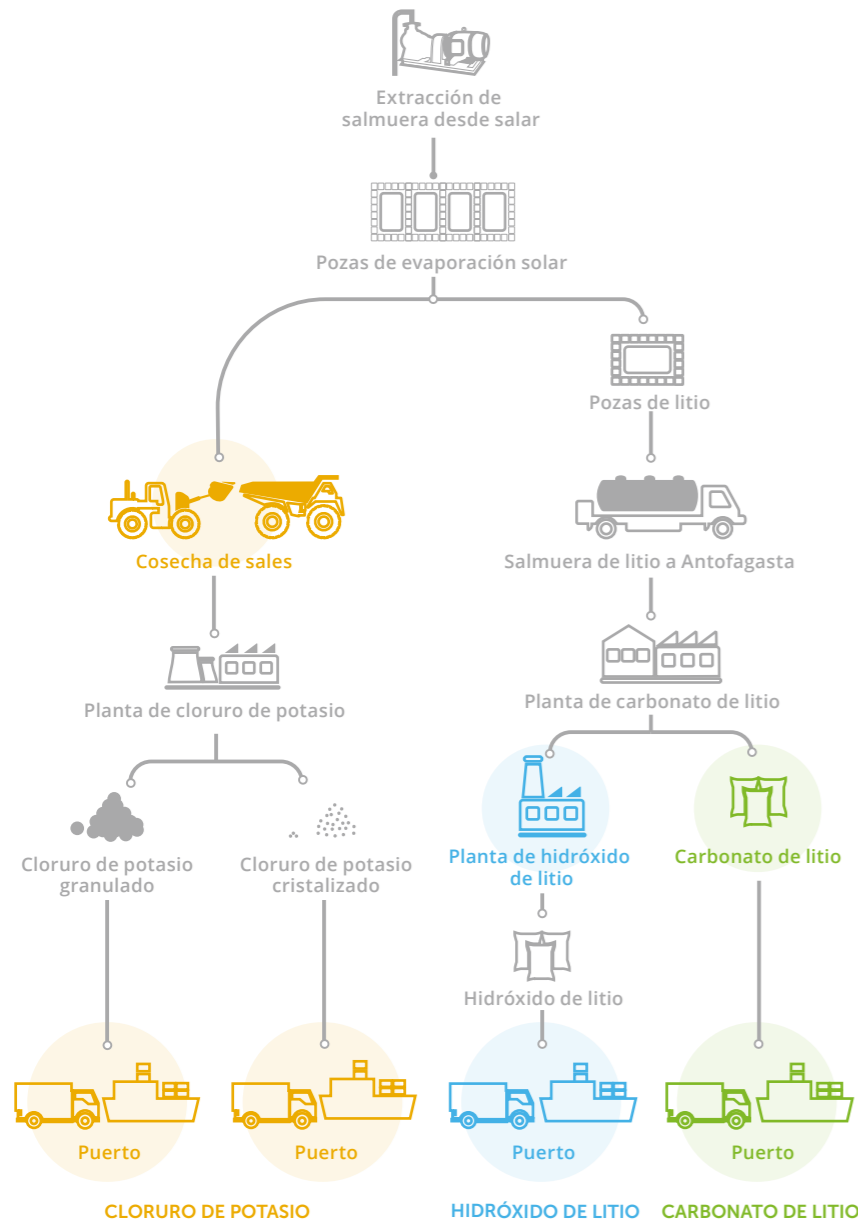 Extracción de
salmuera desde salar
Pozas de evaporación solar
Pozas de litio
Cosecha de sales
Salmuera de litio a Antofagasta
Planta de cloruro de potasio
Planta de carbonato de litio
Cloruro de potasio
granulado
Cloruro de potasio
cristalizado
Planta de hidróxido
de litio
Carbonato de litio
Hidróxido de litio
Puerto
Puerto
Puerto
Puerto
CLORURO DE POTASIO
HIDRÓXIDO DE LITIO
CARBONATO DE LITIO